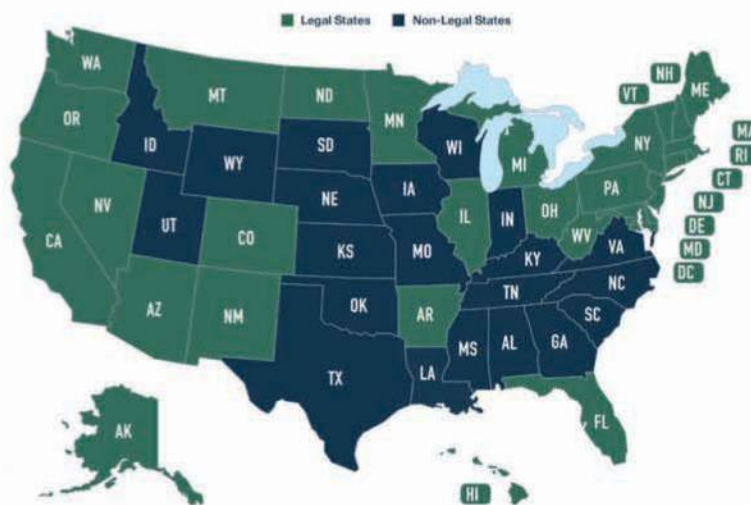 Legal States
Non-Legal States
WA
MT
ND
MN
OR
ID
WY
SD
WI
MI
NY
VT
NH
ME
MA
RI
CT
NJ
DE
MD
DC
NV
CA
UT
CO
NE
IA
IL
IN
OH
PA
WV
VA
KS
MO
KY
NC
TN
AZ
NM
OK
AR
SC
MS
AL
GA
TX
LA
FL
AK
HI